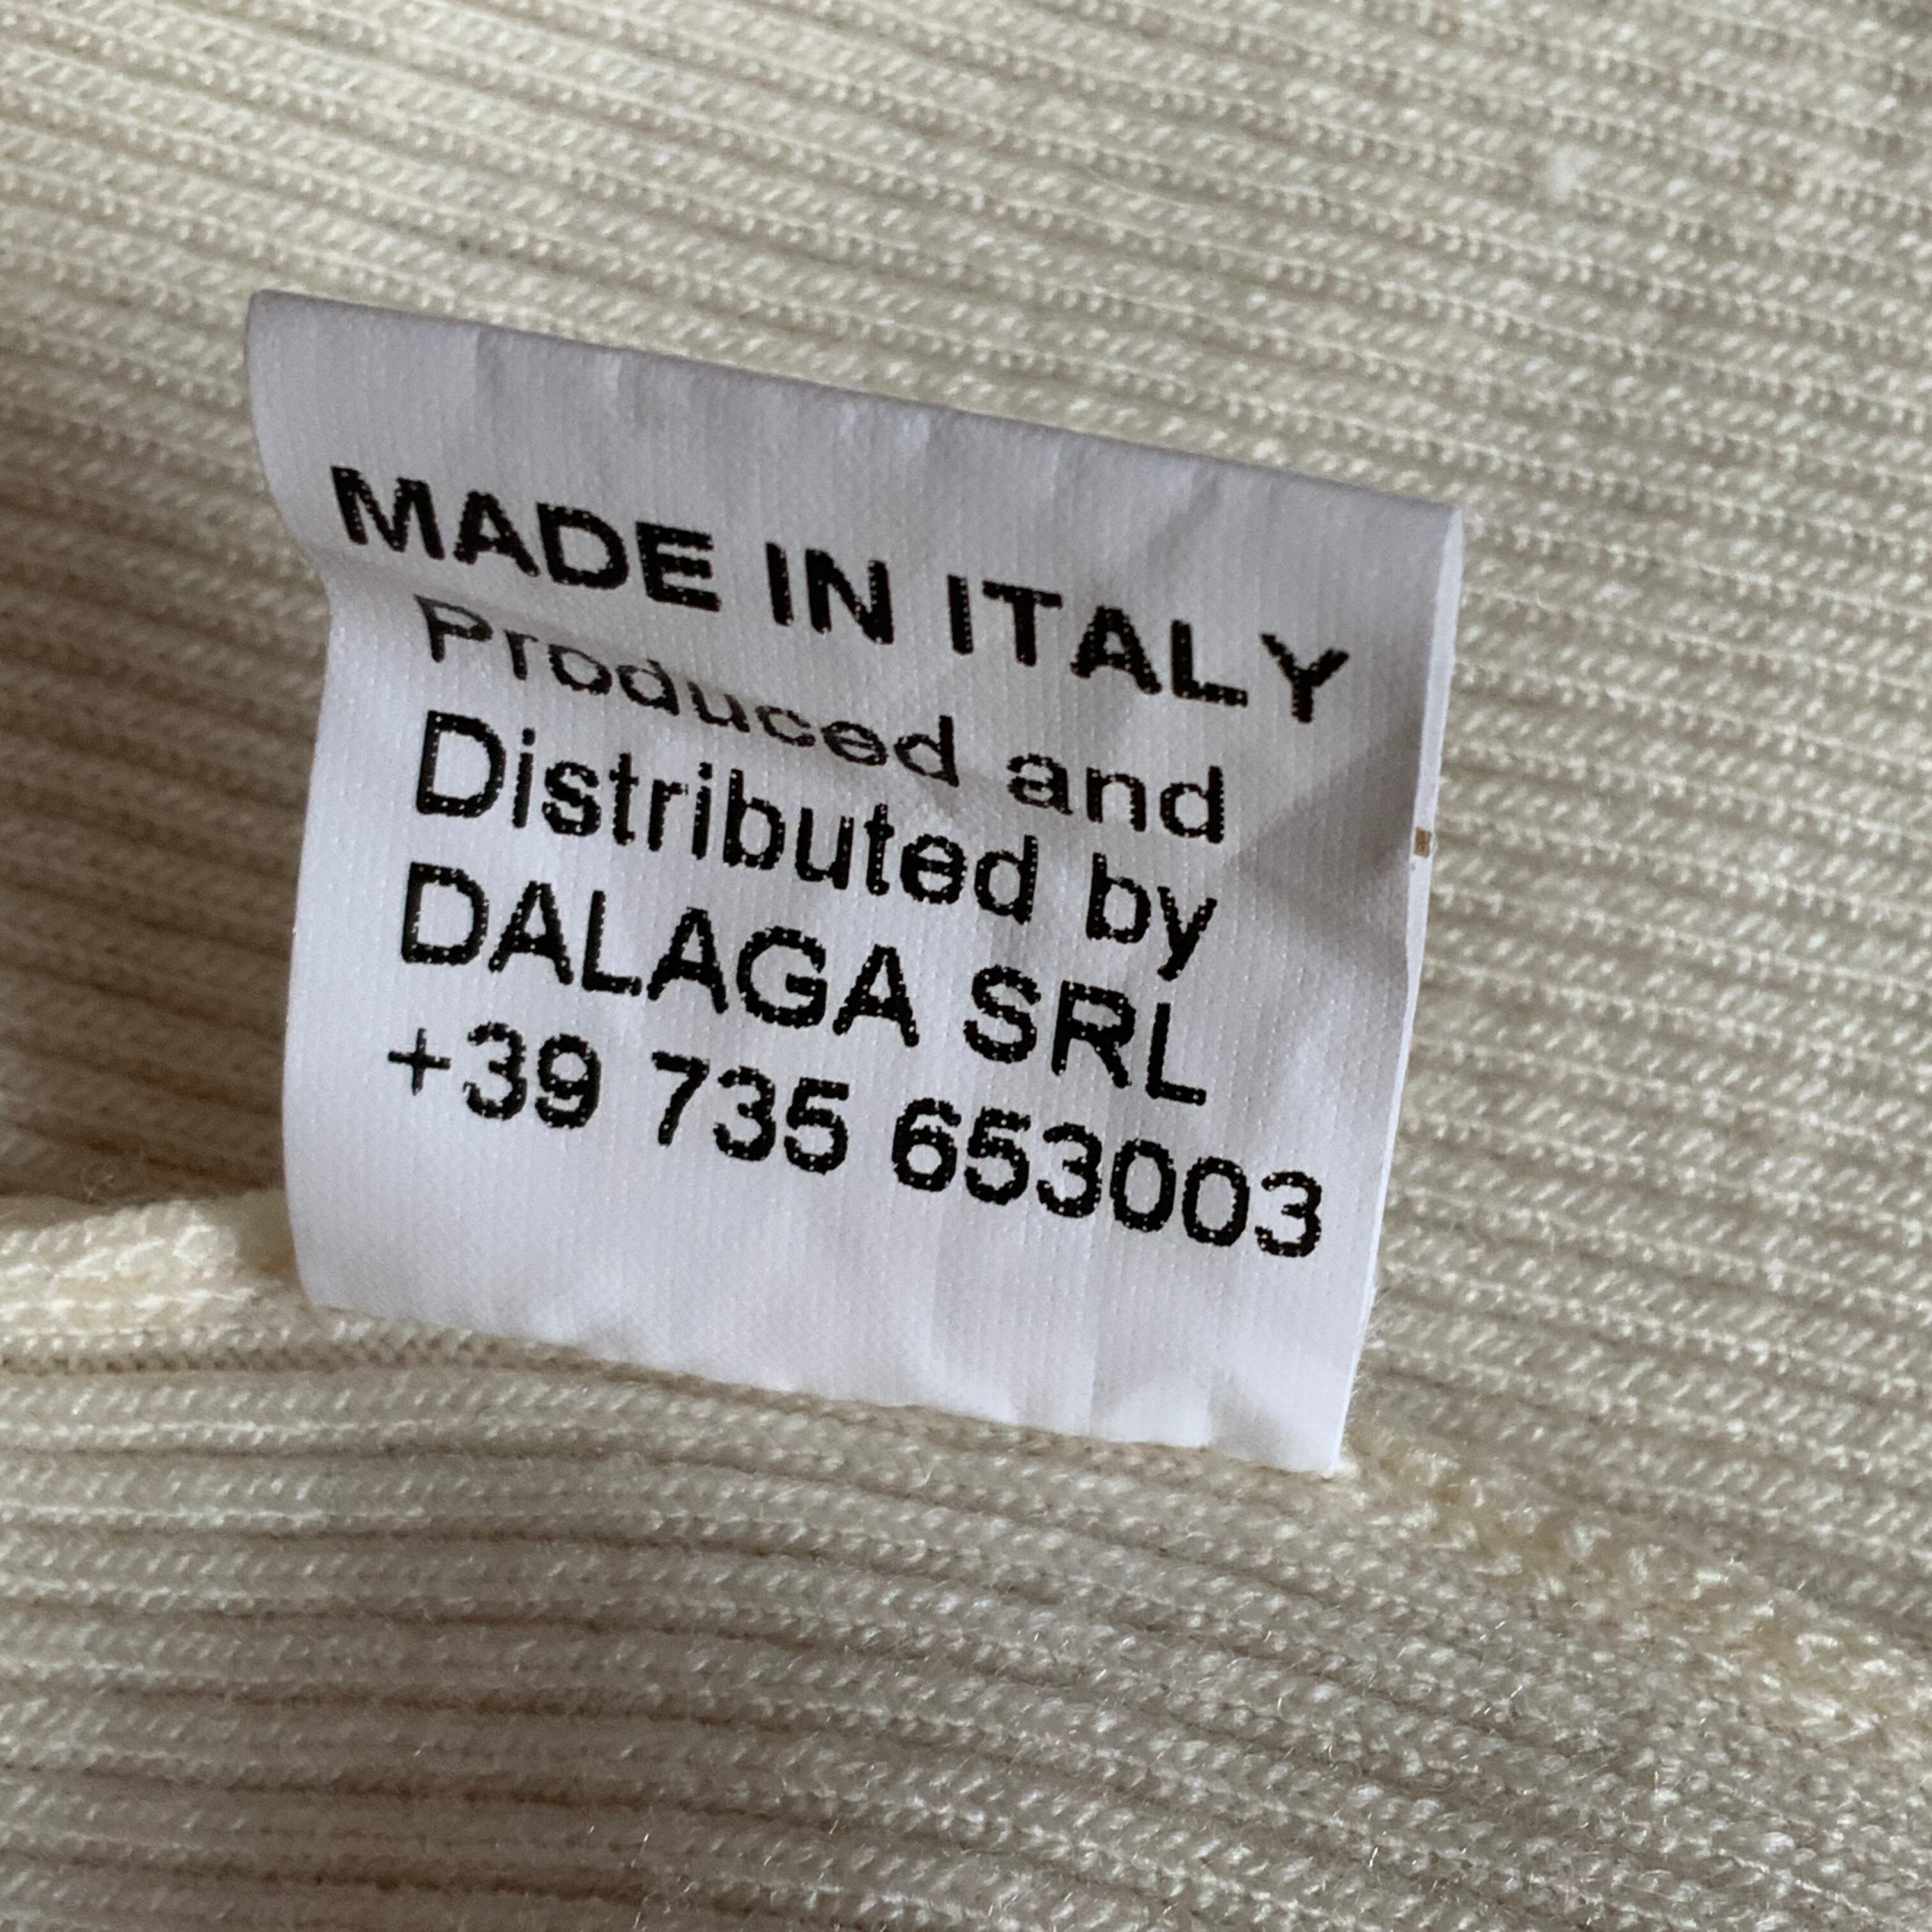 MADE IN ITALY
Produced and
Distributed by
DALAGA SRL
+39 735 653003